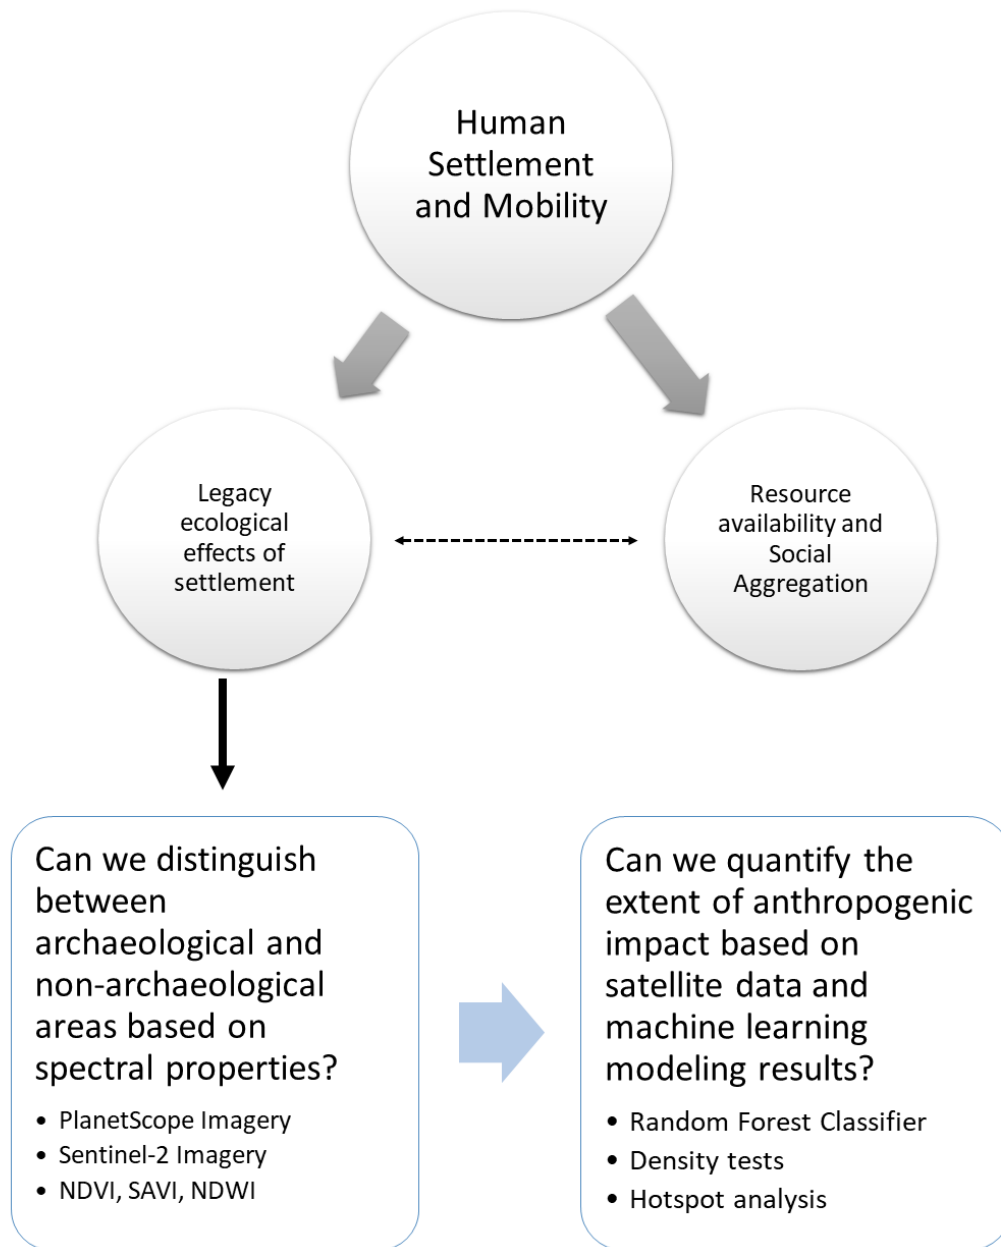 Human
Settlement
and Mobility
Legacy
ecological
effects of
settlement
Resource
availability and
Social
Aggregation
Can we distinguish
between
archaeological and
non-archaeological
areas based on
spectral properties?
• PlanetScope Imagery
• Sentinel-2 Imagery
• NDVI, SAVI, NDWI
Can we quantify the
extent of anthropogenic
impact based on
satellite data and
machine learning
modeling results?
• Random Forest Classifier
• Density tests
• Hotspot analysis